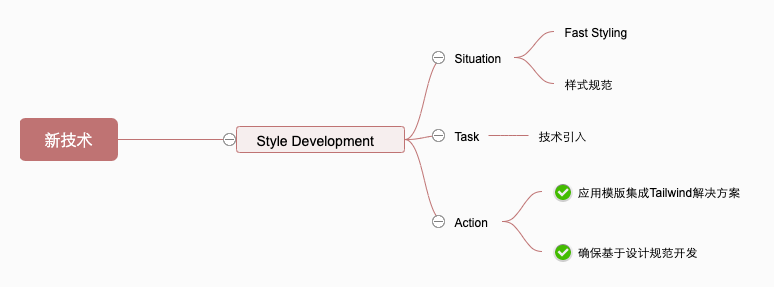 新技术
Style Development
Situation
Fast Styling
样式规范
Task
技术引入
Action
应用模版集成Tailwind解决方案
确保基于设计规范开发